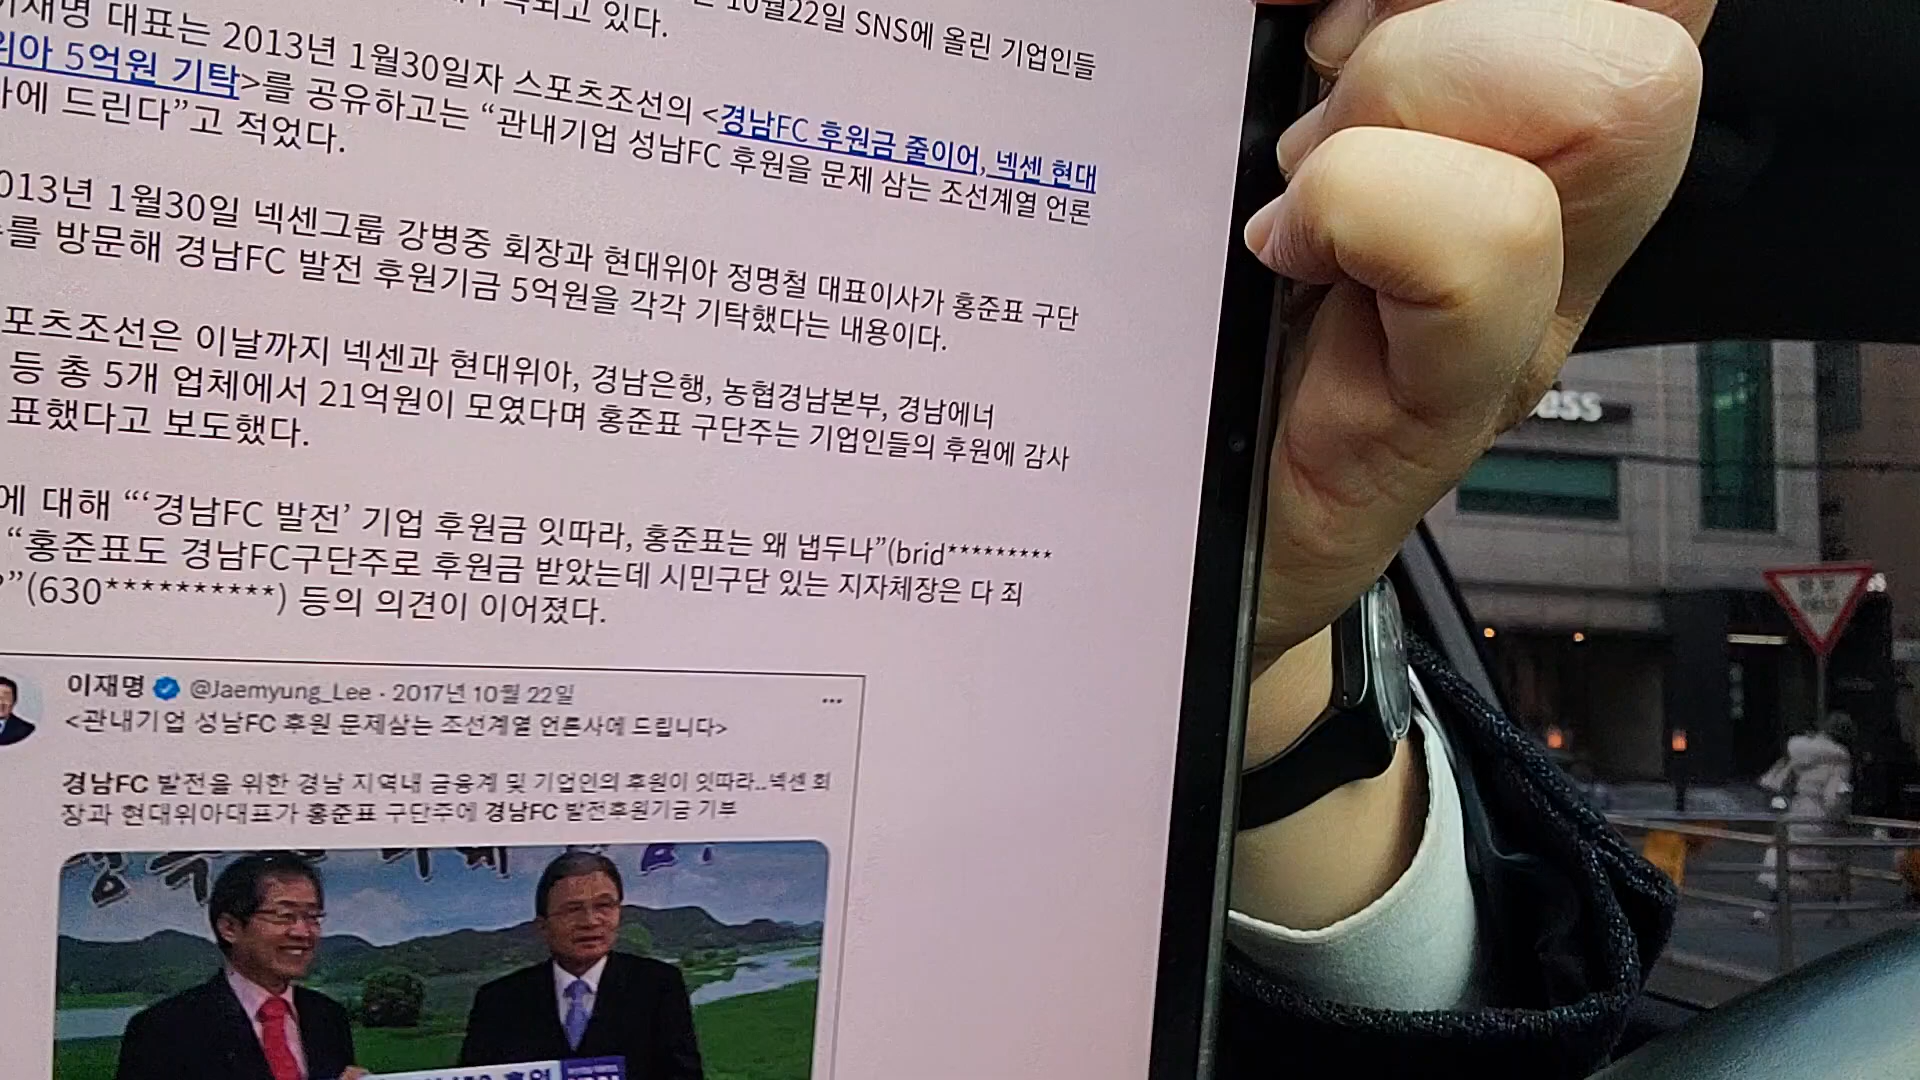 되고 있다.
10월22일 SNS에 올린 기업인들
이재명 대표는 2013년 1월30일자 스포츠조선의 <경남FC 후원금 줄이어, 넥센 현대
위아 5억원 기탁>를 공유하고는 “관내기업 성남FC 후원을 문제 삼는 조선계열 언론
에 드린다”고 적었다.
013년 1월30일 넥센그룹 강병중 회장과 현대위아 정명철 대표이사가 홍준표 구단
를 방문해 경남FC 발전 후원기금 5억원을 각각 기탁했다는 내용이다.
포츠조선은 이날까지 넥센과 현대위아, 경남은행, 농협경남본부, 경남에너
등 총 5개 업체에서 21억원이 모였다며 홍준표 구단주는 기업인들의 후원에 감사
표했다고 보도했다.
에 대해 “‘경남FC 발전’ 기업 후원금 잇따라, 홍준표는 왜 냅두나”(brid*********
“홍준표도 경남FC구단주로 후원금 받았는데 시민구단 있는 지자체장은 다 죄
?”(630**********) 등의 의견이 이어졌다.
이재명 @Jaemyung_Lee · 2017년 10월 22일 ...
<관내기업 성남FC 후원 문제삼는 조선계열 언론사에 드립니다>
경남FC 발전을 위한 경남 지역내 금융계 및 기업인의 후원이 잇따라..넥센 회
장과 현대위아대표가 홍준표 구단주에 경남FC 발전후원기금 기부